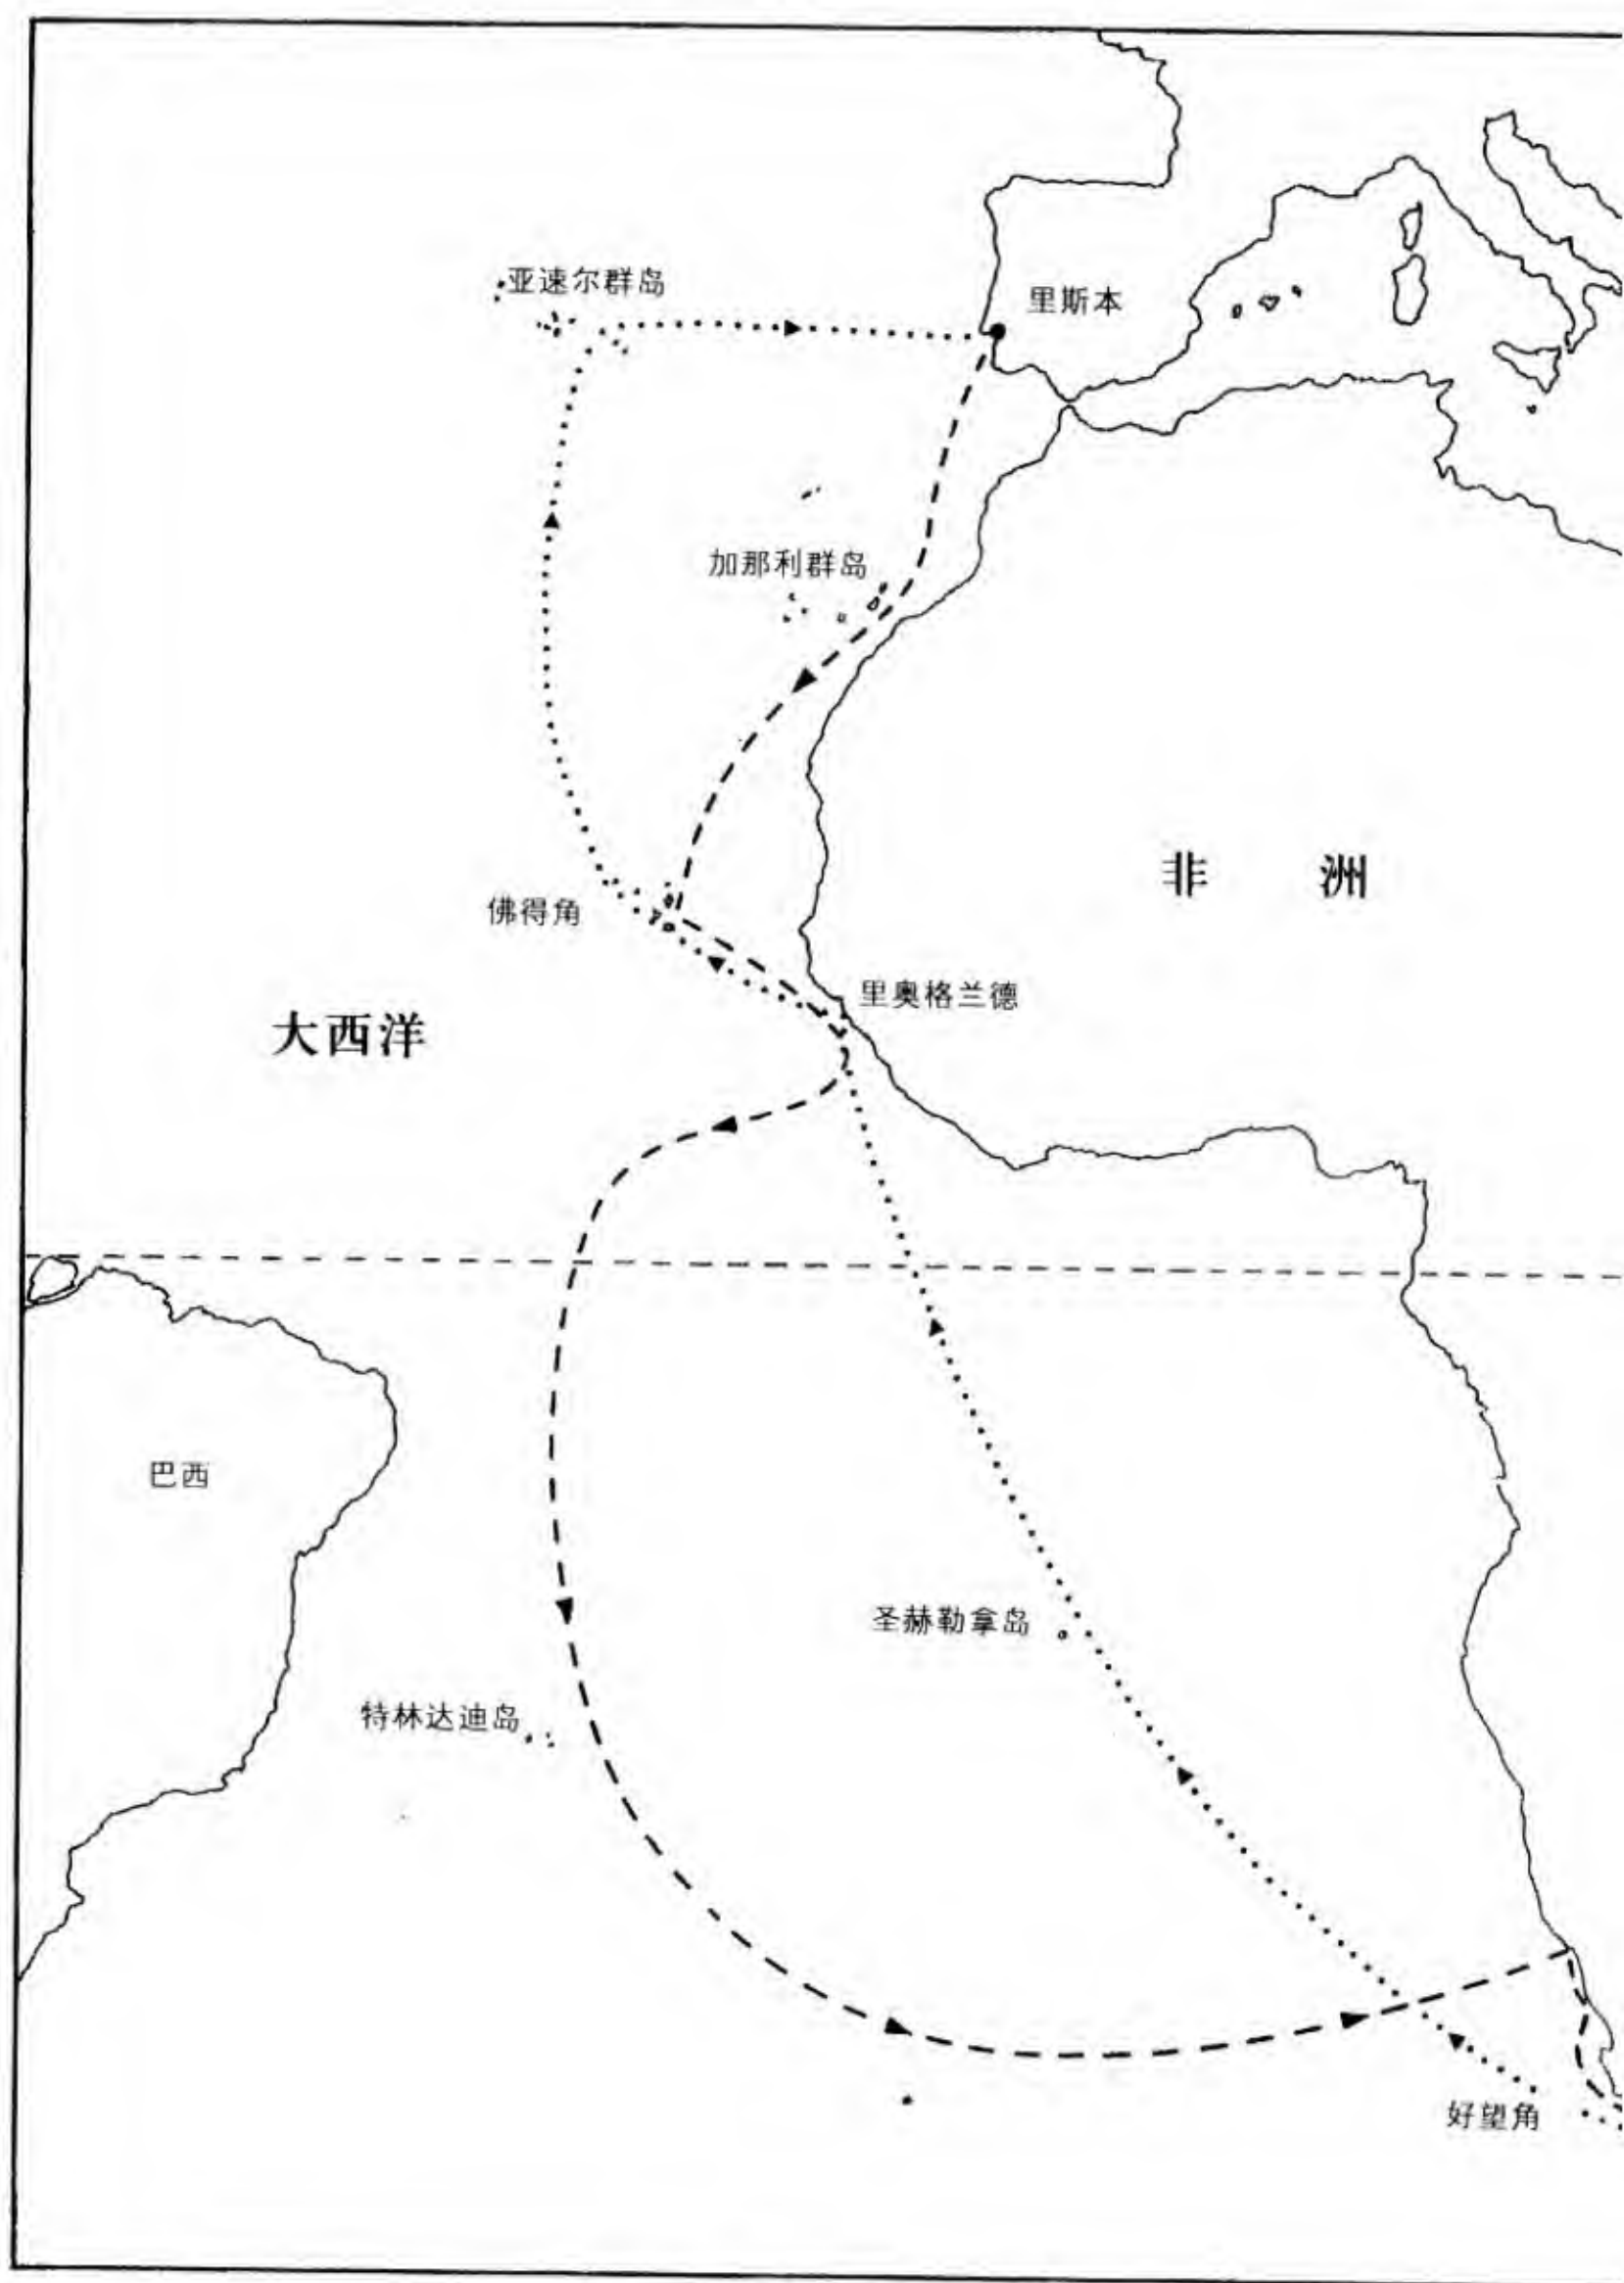 亚速尔群岛
里斯本
加那利群岛
非 洲
佛得角
里奥格兰德
大西洋
巴西
圣赫勒拿岛
特林达迪岛
好望角